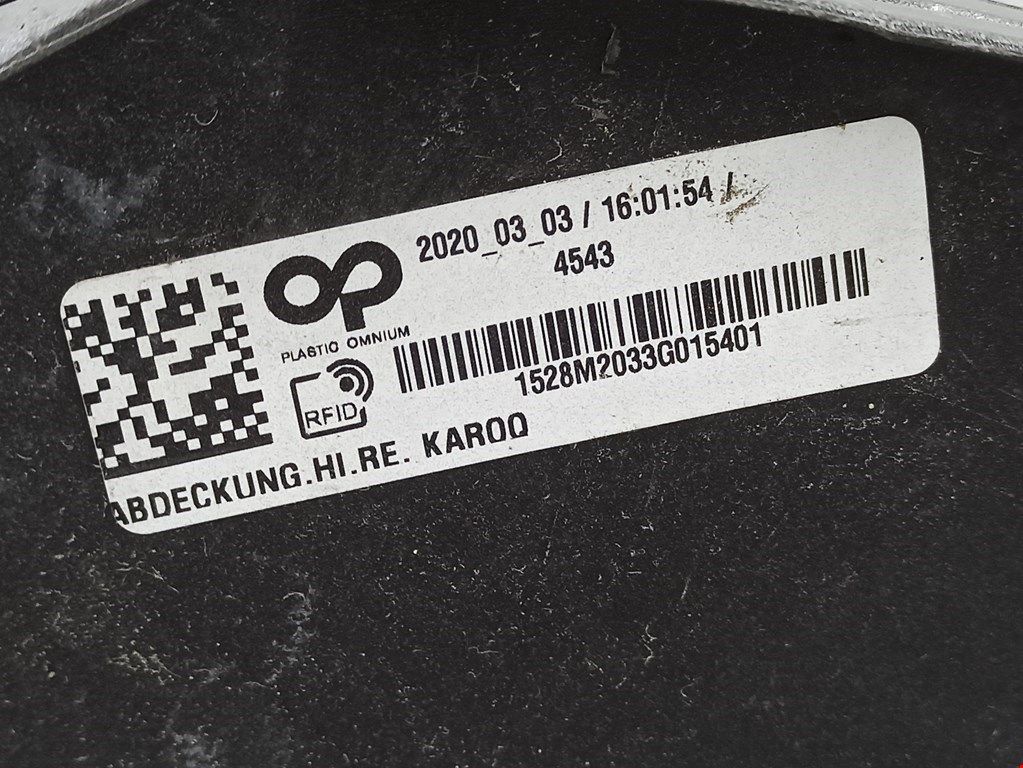 2020_03_03 / 16:01:54 /
4543
OP
PLASTIC OMNIUM
1528M2033G015401
RFID
ABDECKUNG.HI.RE. KAROQ